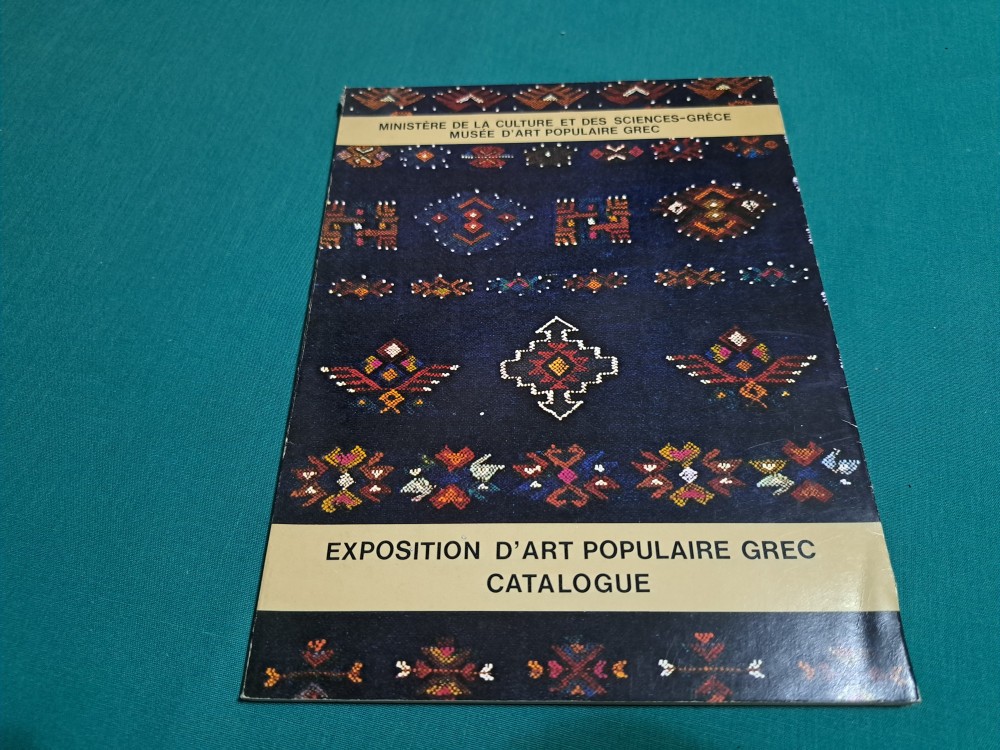 MINISTÈRE DE LA CULTURE ET DES SCIENCES-GRÈCE
MUSÉE D'ART POPULAIRE GREC
EXPOSITION D'ART POPULAIRE GREC
CATALOGUE